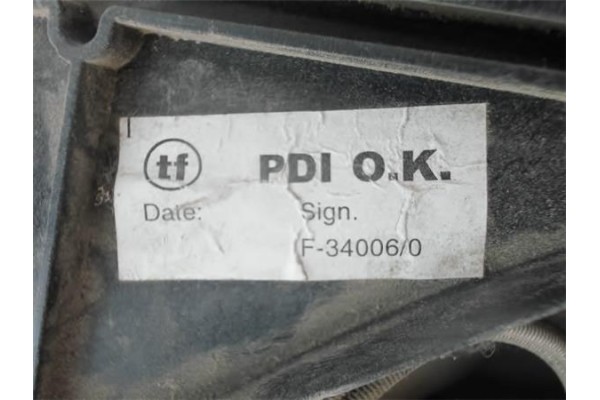 tf PDI O.K.
Date: Sign.
F-34006/0